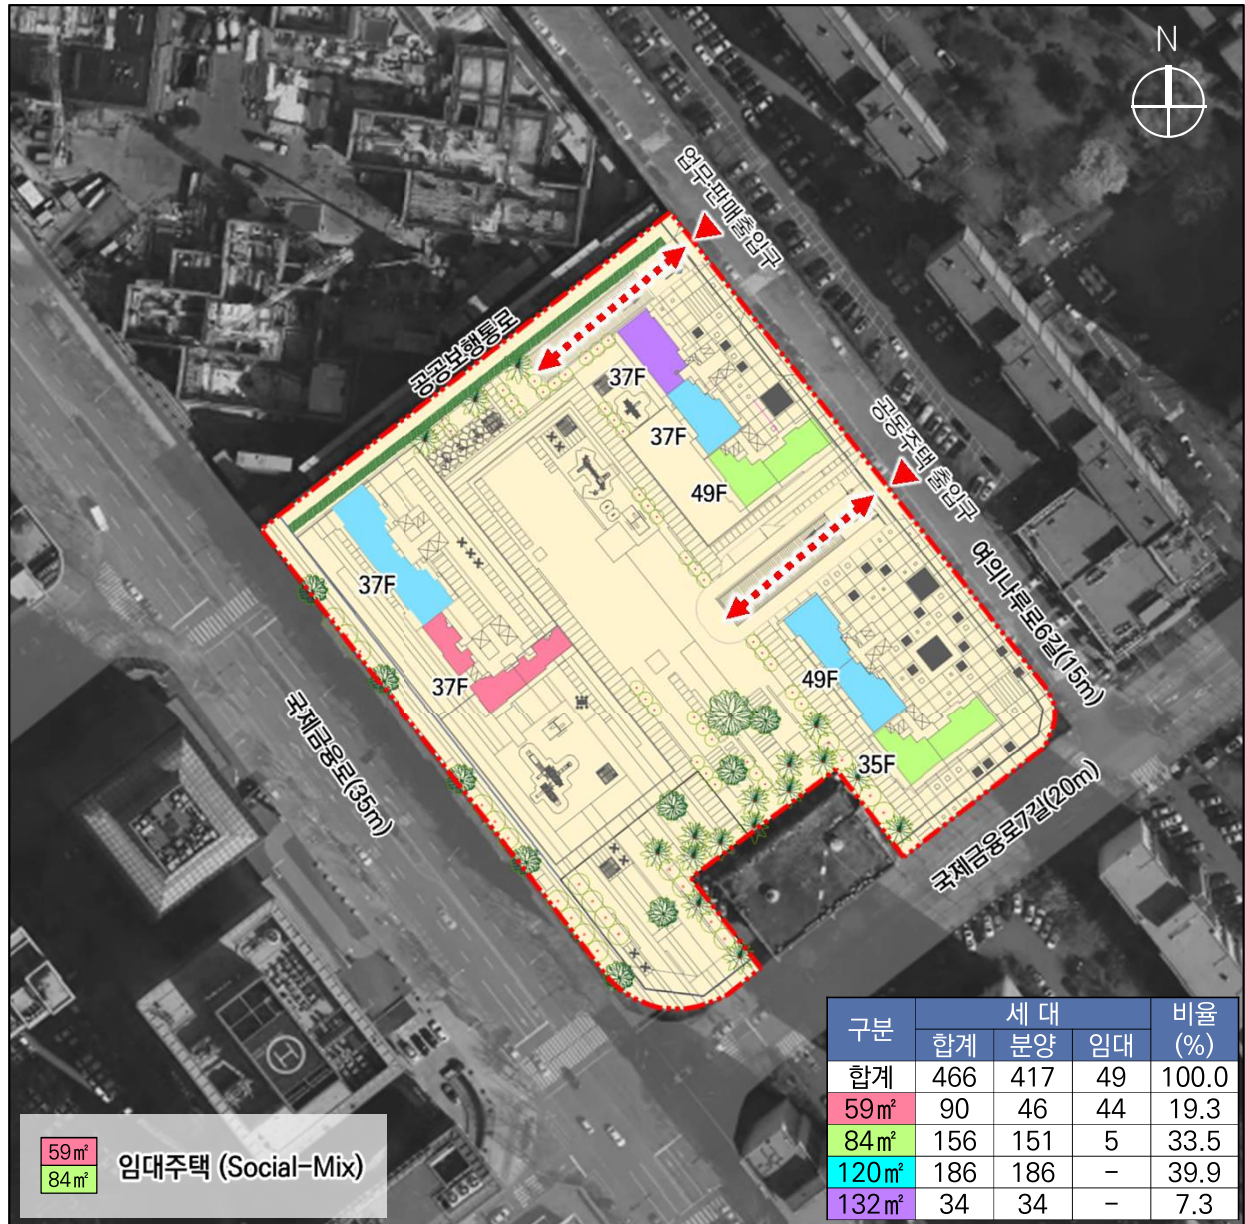 N
업무·판매출입구
공공보행통로
37F
37F
공동주택 출입구
49F
여의나루로6길(15m)
37F
37F
49F
35F
국제금융로(35m)
국제금융로7길(20m)
H
구분 세 대 비율
합계 분양 임대 (%)
합계 466 417 49 100.0
59㎡ 90 46 44 19.3
84㎡ 156 151 5 33.5
120㎡ 186 186 - 39.9
132㎡ 34 34 - 7.3
59㎡
84㎡
임대주택 (Social-Mix)